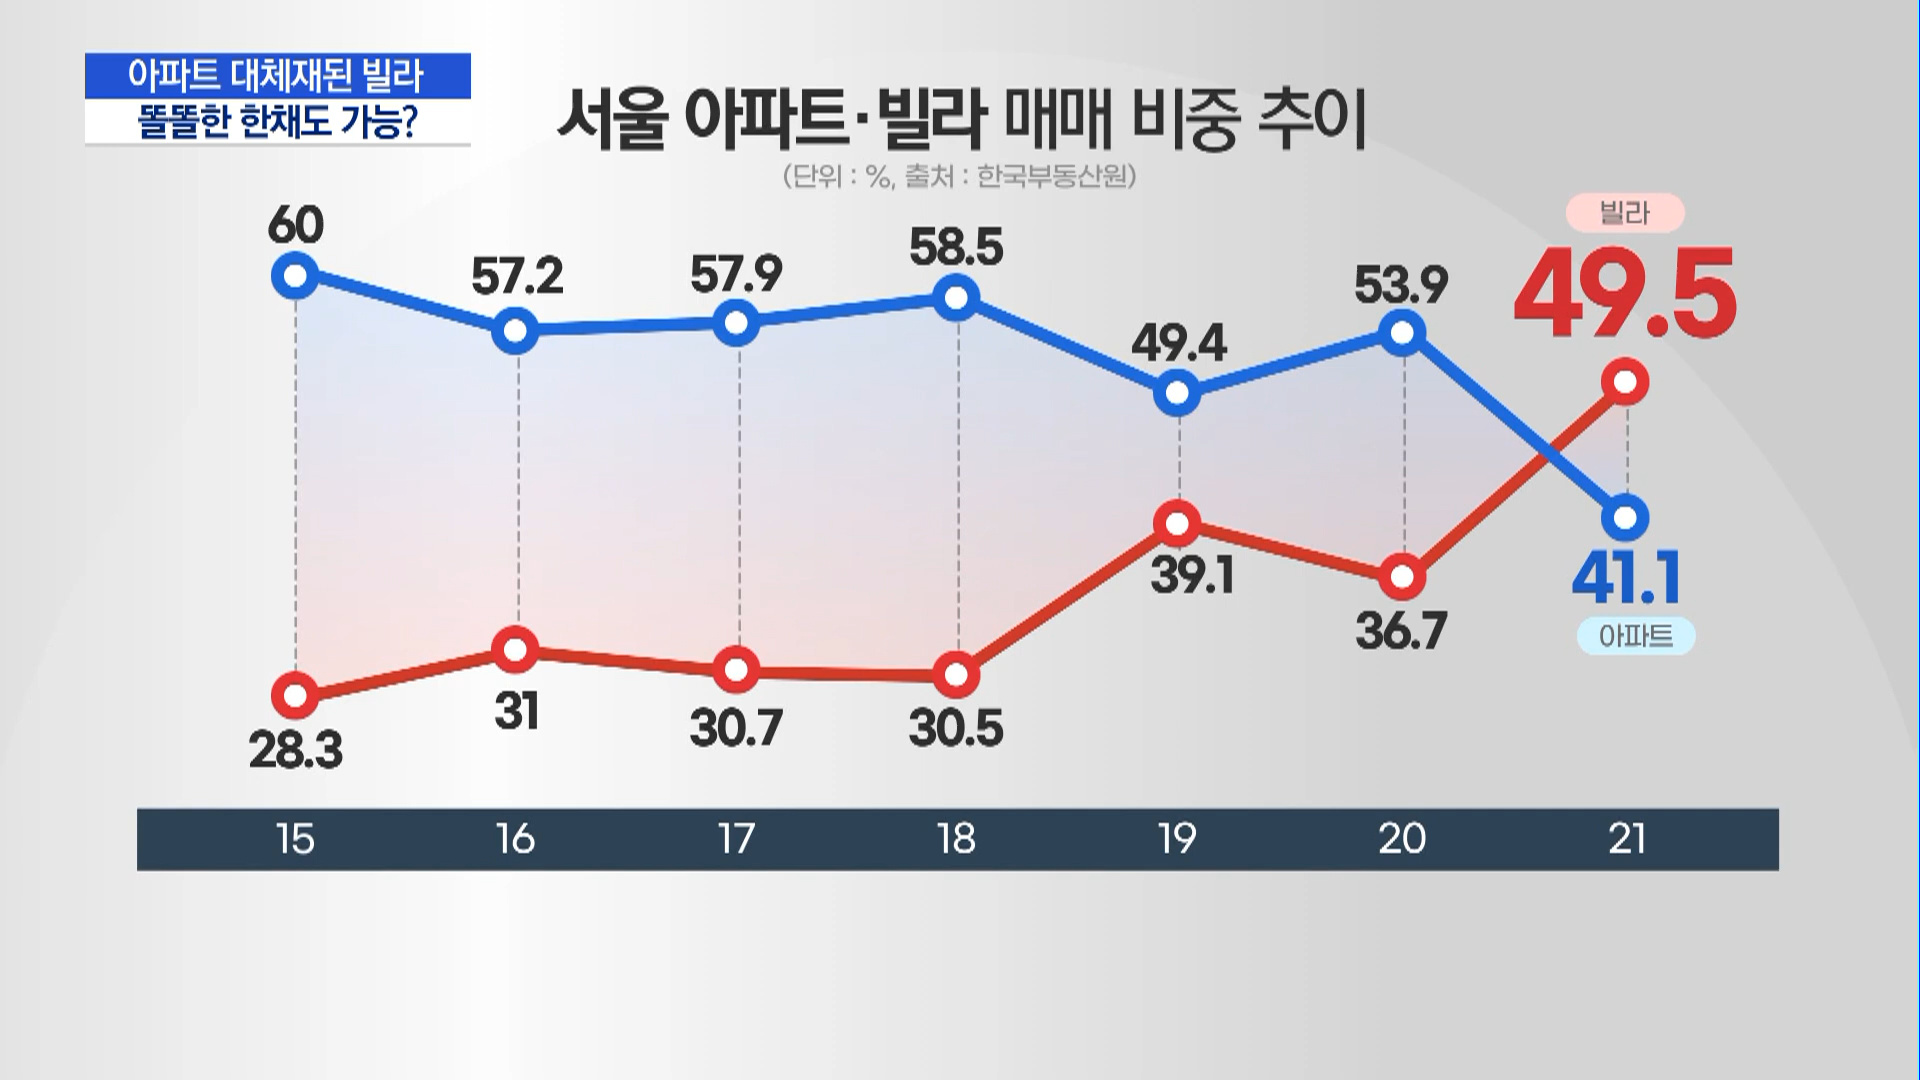 아파트 대체재된 빌라
똘똘한 한채도 가능?
서울 아파트·빌라 매매 비중 추이
(단위 : %, 출처 : 한국부동산원)
빌라
60
57.2
57.9
58.5
49.4
53.9
49.5
28.3
31
30.7
30.5
39.1
36.7
41.1
아파트
15 16 17 18 19 20 21